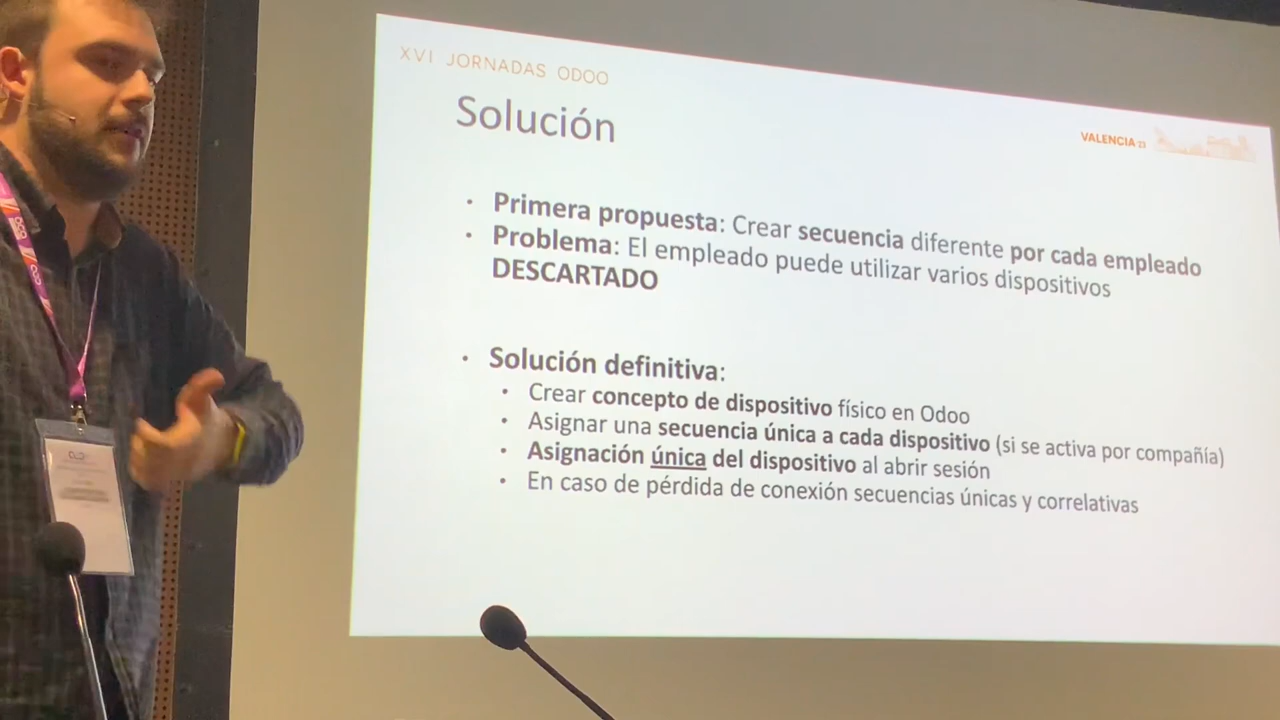 XVI JORNADAS ODOO
Solución
VALENCIA 23
• Primera propuesta: Crear secuencia diferente por cada empleado
• Problema: El empleado puede utilizar varios dispositivos
DESCARTADO
• Solución definitiva:
• Crear concepto de dispositivo físico en Odoo
• Asignar una secuencia única a cada dispositivo (si se activa por compañía)
• Asignación única del dispositivo al abrir sesión
• En caso de pérdida de conexión secuencias únicas y correlativas